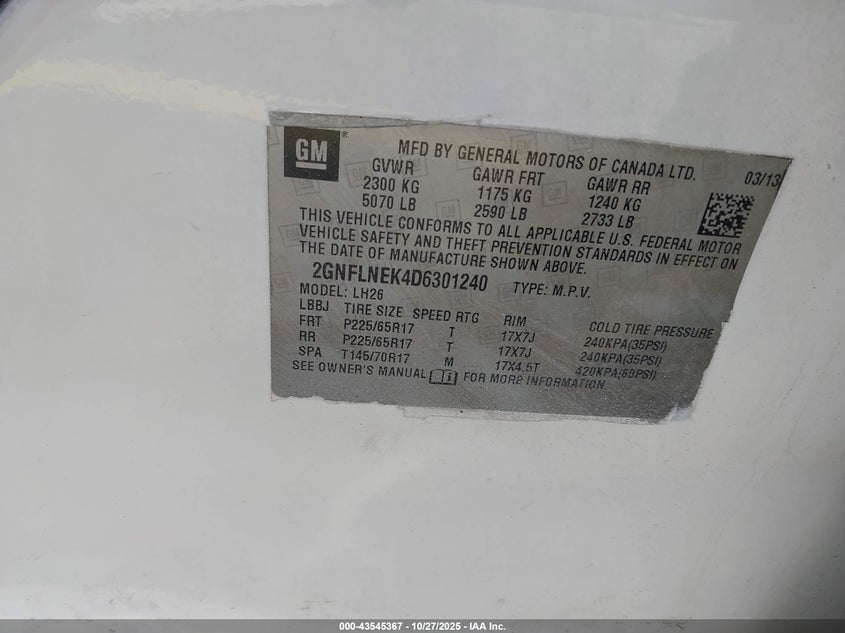 GM ®
MFD BY GENERAL MOTORS OF CANADA LTD. 03/13
GVWR GAWR FRT GAWR RR
2300 KG 1175 KG 1240 KG
5070 LB 2590 LB 2733 LB
THIS VEHICLE CONFORMS TO ALL APPLICABLE U.S. FEDERAL MOTOR
VEHICLE SAFETY AND THEFT PREVENTION STANDARDS IN EFFECT ON
THE DATE OF MANUFACTURE SHOWN ABOVE.
2GNFLNEK4D6301240 TYPE: M.P.V.
MODEL: LH26
LBBJ TIRE SIZE SPEED RTG RIM COLD TIRE PRESSURE
FRT P225/65R17 T 17X7J 240KPA(35PSI)
RR P225/65R17 T 17X7J 240KPA(35PSI)
SPA T145/70R17 M 17X4.5T 420KPA(60PSI)
SEE OWNER'S MANUAL FOR MORE INFORMATION.
000-43545367 - 10/27/2025 - IAA Inc.